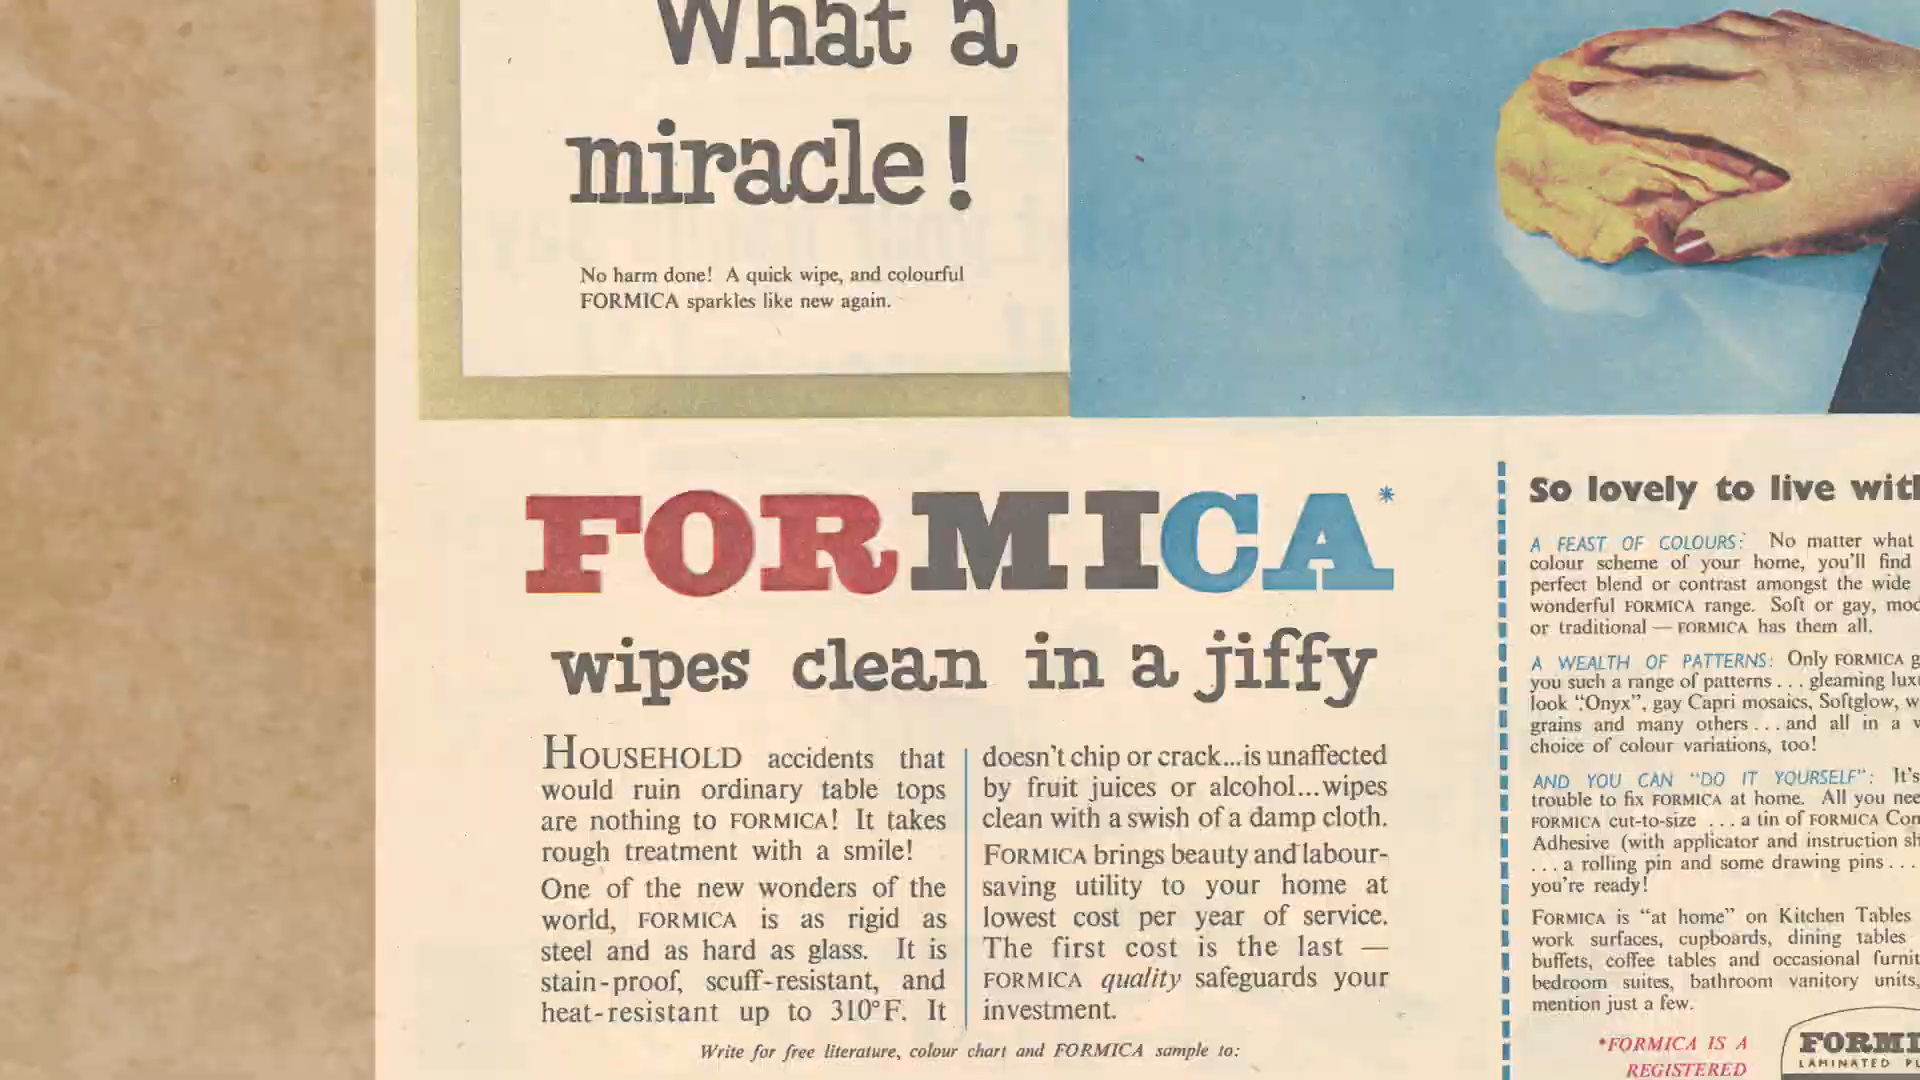 What a
miracle!
No harm done! A quick wipe, and colourful
FORMICA sparkles like new again.
FORMICA*
wipes clean in a jiffy
HOUSEHOLD accidents that
would ruin ordinary table tops
are nothing to FORMICA! It takes
rough treatment with a smile!
One of the new wonders of the
world, FORMICA is as rigid as
steel and as hard as glass. It is
stain-proof, scuff-resistant, and
heat-resistant up to 310°F. It
doesn't chip or crack...is unaffected
by fruit juices or alcohol...wipes
clean with a swish of a damp cloth.
FORMICA brings beauty and labour-
saving utility to your home at
lowest cost per year of service.
The first cost is the last —
FORMICA quality safeguards your
investment.
Write for free literature, colour chart and FORMICA sample to:
So lovely to live with
A FEAST OF COLOURS: No matter what
colour scheme of your home, you'll find
perfect blend or contrast amongst the wide
wonderful FORMICA range. Soft or gay,
or traditional — FORMICA has them all.
A WEALTH OF PATTERNS: Only FORMICA
you such a range of patterns... gleaming
look "Onyx", gay Capri mosaics, Softglow,
grains and many others... and all in a
choice of colour variations, too!
AND YOU CAN "DO IT YOURSELF": It's
trouble to fix FORMICA at home. All you
FORMICA cut-to-size ... a tin of FORMICA
Adhesive (with applicator and instruction
... a rolling pin and some drawing pins...
you're ready!
FORMICA is "at home" on Kitchen Tables
work surfaces, cupboards, dining tables
buffets, coffee tables and occasional
bedroom suites, bathroom vanitory units,
mention just a few.
*FORMICA IS A
REGISTERED
LAMINATED